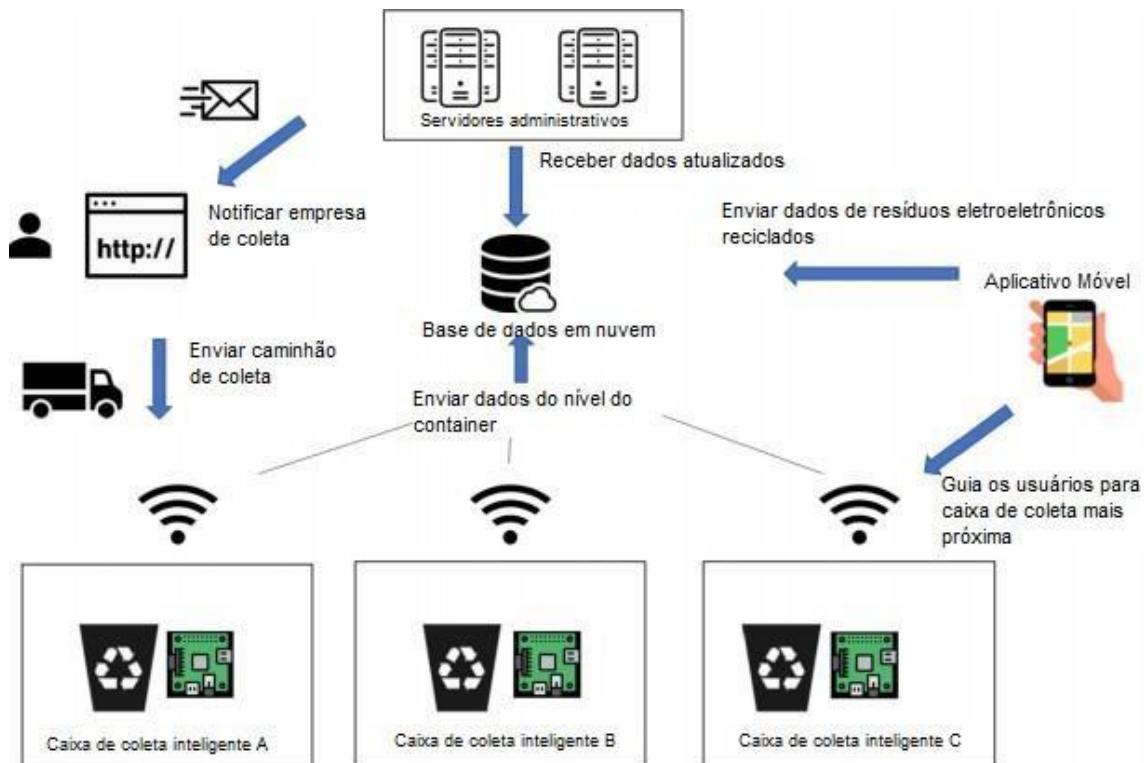 Servidores administrativos
Receber dados atualizados
Notificar empresa
de coleta
http://
Enviar dados de resíduos eletroeletrônicos
reciclados
Aplicativo Móvel
Base de dados em nuvem
Enviar caminhão
de coleta
Enviar dados do nível do
container
Guia os usuários para
caixa de coleta mais
próxima
Caixa de coleta inteligente A
Caixa de coleta inteligente B
Caixa de coleta inteligente C